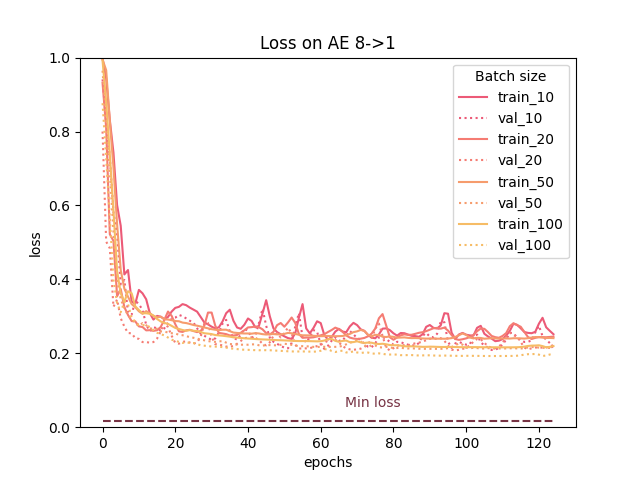 Loss on AE 8->1
loss
1.0
0.8
0.6
0.4
0.2
0.0
Batch size
train_10
val_10
train_20
val_20
train_50
val_50
train_100
val_100
Min loss
0
20
40
60
80
100
120
epochs